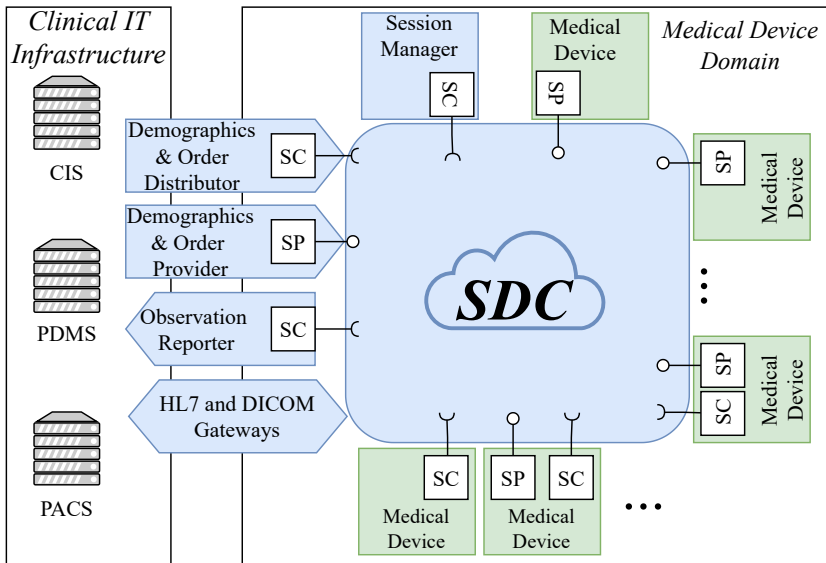 Clinical IT
Infrastructure
CIS
PDMS
PACS
Medical Device
Domain
Session
Manager
SC
Medical
Device
SP
Demographics
& Order
Distributor
SC
Demographics
& Order
Provider
SP
Observation
Reporter
SC
HL7 and DICOM
Gateways
SDC
SP
Medical
Device
...
SP
SC
Medical
Device
SC
Medical
Device
SP
SC
Medical
Device
...